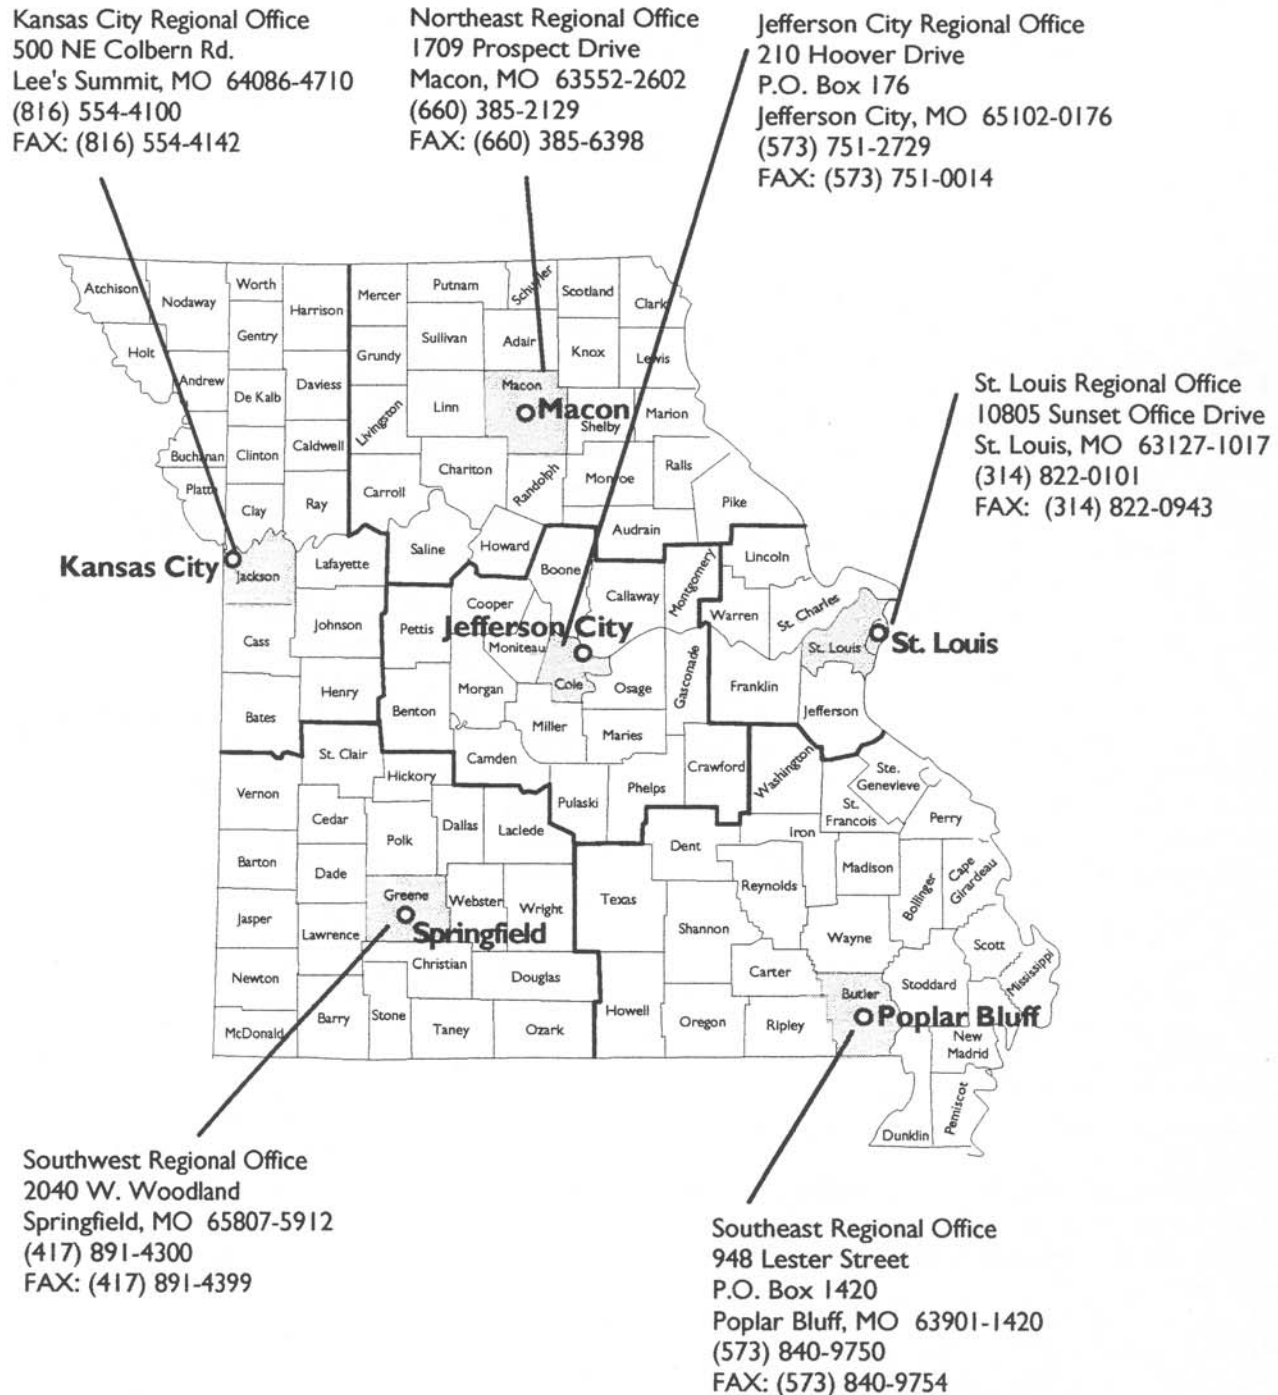 Kansas City Regional Office
500 NE Colbern Rd.
Lee's Summit, MO 64086-4710
(816) 554-4100
FAX: (816) 554-4142
Northeast Regional Office
1709 Prospect Drive
Macon, MO 63552-2602
(660) 385-2129
FAX: (660) 385-6398
Jefferson City Regional Office
210 Hoover Drive
P.O. Box 176
Jefferson City, MO 65102-0176
(573) 751-2729
FAX: (573) 751-0014
St. Louis Regional Office
10805 Sunset Office Drive
St. Louis, MO 63127-1017
(314) 822-0101
FAX: (314) 822-0943
Atchison
Nodaway
Worth
Harrison
Mercer
Putnam
Schuyler
Scotland
Clark
Gentry
Holt
Andrew
De Kalb
Daviess
Grundy
Sullivan
Adair
Knox
Lewis
Livingston
Linn
Macon
Macon
Shelby
Marion
Buchanan
Clinton
Caldwell
Platte
Clay
Ray
Carroll
Chariton
Randolph
Monroe
Ralls
Pike
Audrain
Kansas City
Jackson
Lafayette
Saline
Howard
Boone
Callaway
Montgomery
Lincoln
Warren
St. Charles
Cooper
Cass
Johnson
Pettis
Jefferson City
Moniteau
St. Louis
St. Louis
Bates
Henry
Benton
Morgan
Cole
Osage
Gasconade
Franklin
Jefferson
Miller
Maries
St. Clair
Camden
Hickory
Pulaski
Phelps
Crawford
Washington
Ste.
Genevieve
St.
Francois
Perry
Vernon
Cedar
Polk
Dallas
Laclede
Dent
Iron
Madison
Bollinger
Cape
Girardeau
Barton
Dade
Greene
Webster
Wright
Texas
Reynolds
Jasper
Lawrence
Springfield
Shannon
Wayne
Scott
Mississippi
Newton
Christian
Douglas
Carter
Butler
Stoddard
McDonald
Barry
Stone
Taney
Ozark
Howell
Oregon
Ripley
Poplar Bluff
New
Madrid
Pemiscot
Dunklin
Southwest Regional Office
2040 W. Woodland
Springfield, MO 65807-5912
(417) 891-4300
FAX: (417) 891-4399
Southeast Regional Office
948 Lester Street
P.O. Box 1420
Poplar Bluff, MO 63901-1420
(573) 840-9750
FAX: (573) 840-9754